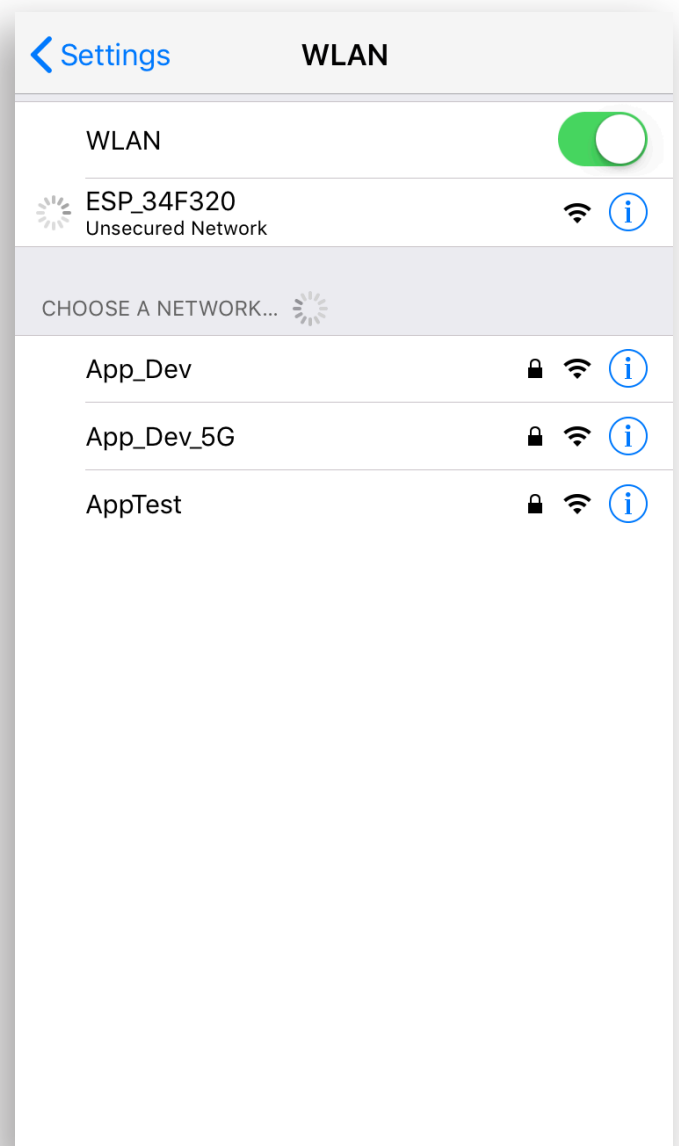 Settings WLAN
WLAN
ESP_34F320
Unsecured Network
CHOOSE A NETWORK...
App_Dev
App_Dev_5G
AppTest